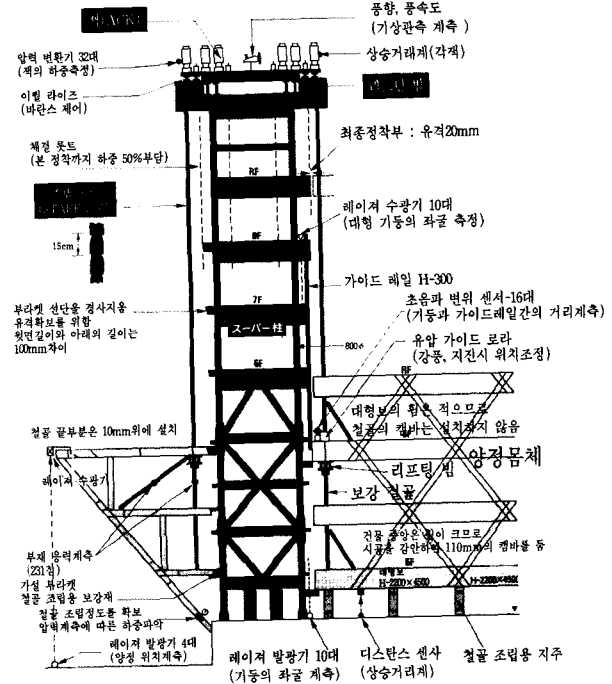 풍향, 풍속도
(기상관측 계측)
압력 변환기 32대
(잭의 하중측정)
상승거래계(각잭)
이퀄 라이즈
(바란스 제어)
최종정착부 : 유격20mm
체결 롯트
(본 정착까지 하중 50%부담)
RF
레이져 수광기 10대
(대형 기둥의 좌굴 측정)
15cm
8F
가이드 레일 H-300
초음파 변위 센서-16대
(기둥과 가이드레일간의 거리계측)
부라켓 선단을 경사지움
유격확보를 위함
윗면길이와 아래의 길이는
100mm차이
7F
スーパー柱
800φ
유압 가이드 로라
(강풍, 지진시 위치조정)
6F
RF
대형보의 휨은 적으므로
철골의 캠바는 설치하지 않음
철골 끝부분은 10mm위에 설치
양정몸체
레이져 수광기
리프팅 빔
보강 철골
부재 응력계측
(231점)
건물 중앙은 휨이 크므로
시공을 감안하여 110mm의 캠바를 둠
가설 부라켓
철골 조립용 보강재
대형보
H-2200×4500
H-2200×4500
철골 조립정도를 확보
압력계측에 따른 하중파악
레이져 발광기 4대
(양정 위치계측)
레이져 발광기 10대
(기둥의 좌굴 계측)
디스탄스 센사
(상승거리계)
철골 조립용 지주